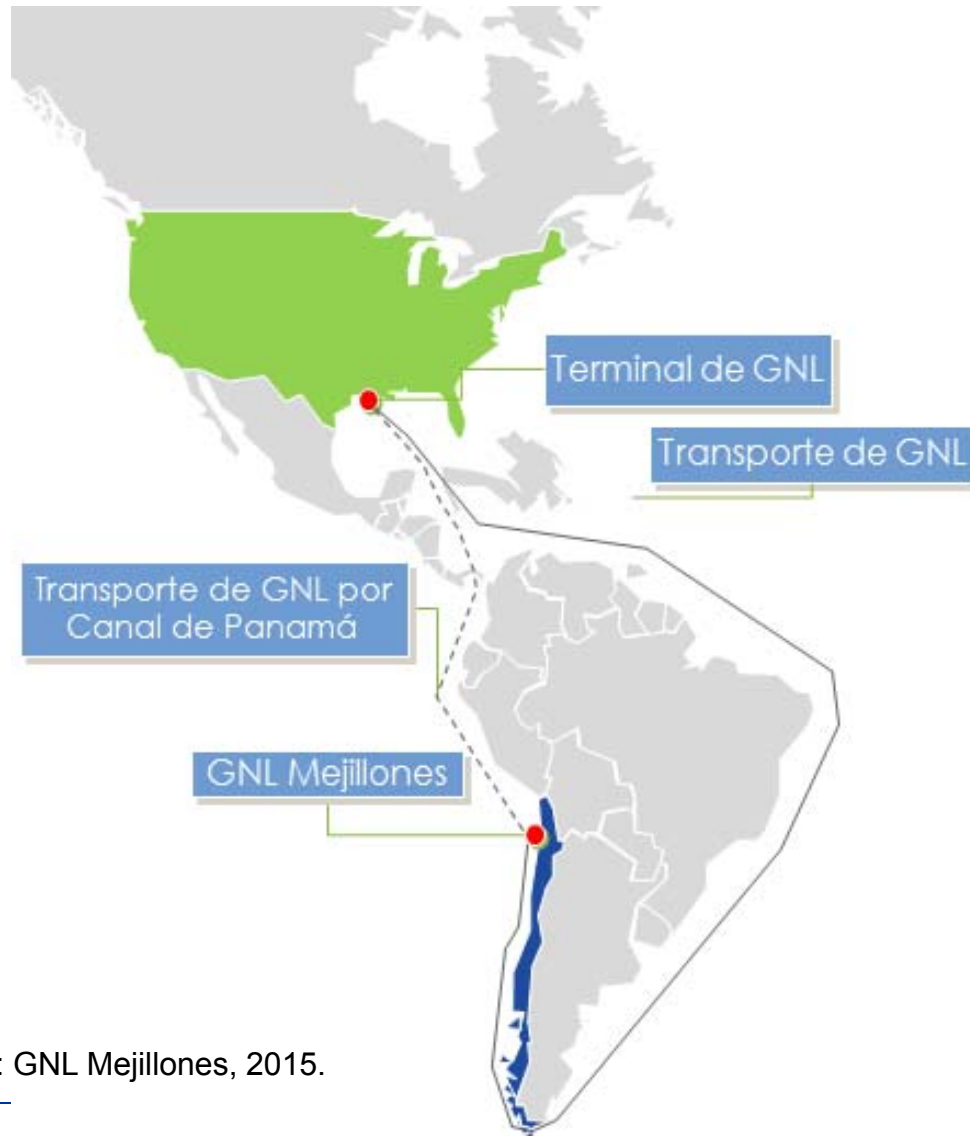 Terminal de GNL
Transporte de GNL
Transporte de GNL por
Canal de Panamá
GNL Mejillones
: GNL Mejillones, 2015.